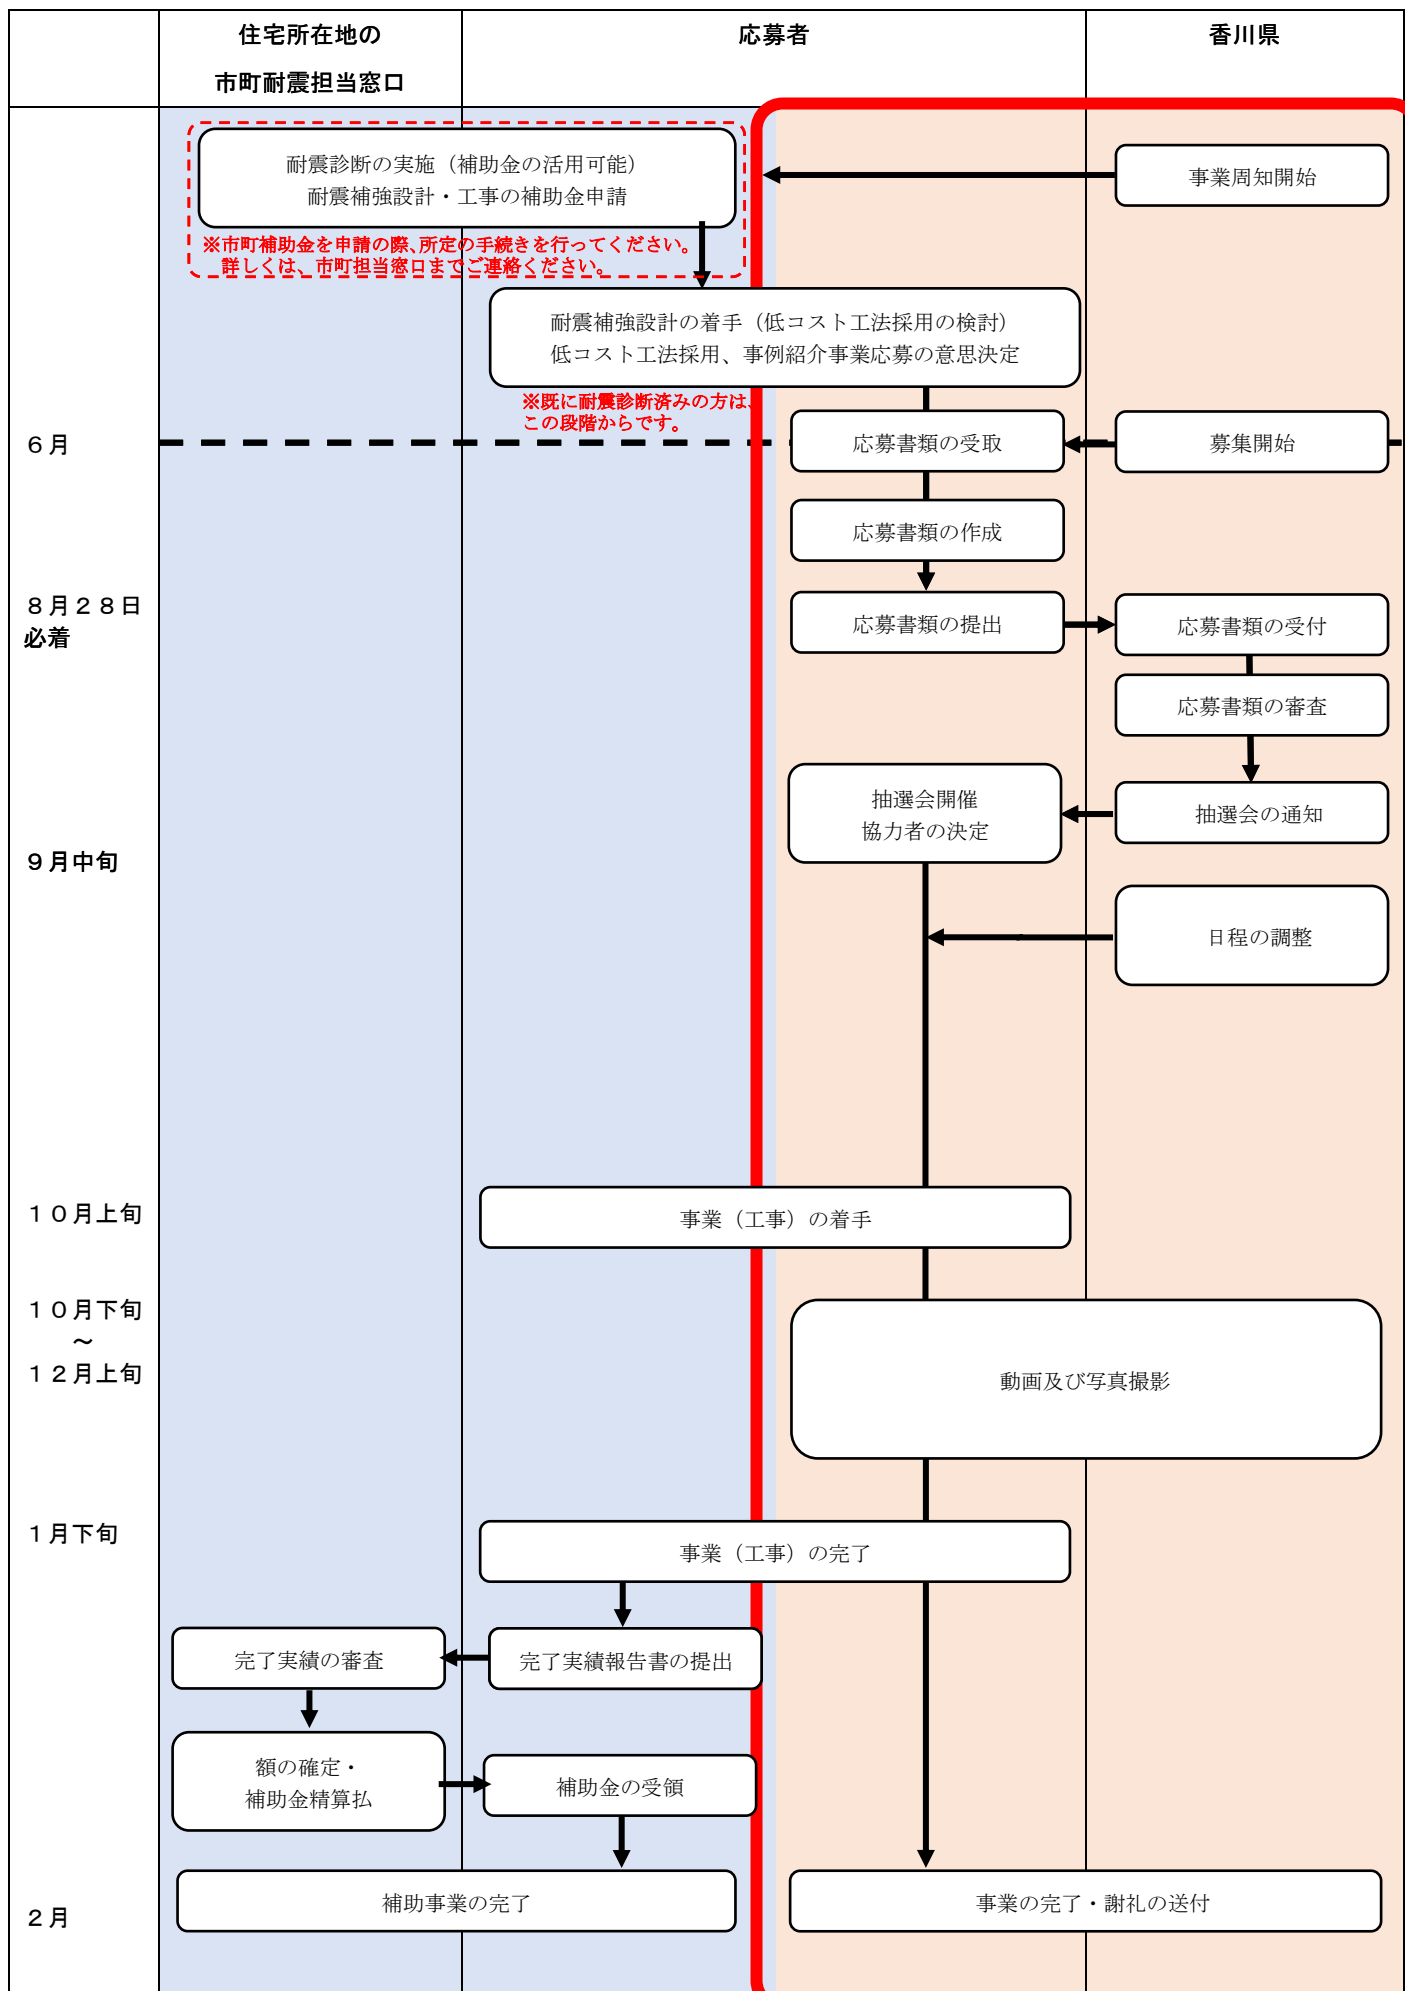 住宅所在地の
市町耐震担当窓口
応募者
香川県
耐震診断の実施（補助金の活用可能）
耐震補強設計・工事の補助金申請
事業周知開始
※市町補助金を申請の際、所定の手続きを行ってください。
詳しくは、市町担当窓口までご連絡ください。
耐震補強設計の着手（低コスト工法採用の検討）
低コスト工法採用、事例紹介事業応募の意思決定
※既に耐震診断済みの方は、
この段階からです。
６月
応募書類の受取
募集開始
応募書類の作成
８月２８日
必着
応募書類の提出
応募書類の受付
応募書類の審査
抽選会開催
協力者の決定
抽選会の通知
９月中旬
日程の調整
１０月上旬
事業（工事）の着手
１０月下旬
～
１２月上旬
動画及び写真撮影
１月下旬
事業（工事）の完了
完了実績の審査
完了実績報告書の提出
額の確定・
補助金精算払
補助金の受領
２月
補助事業の完了
事業の完了・謝礼の送付